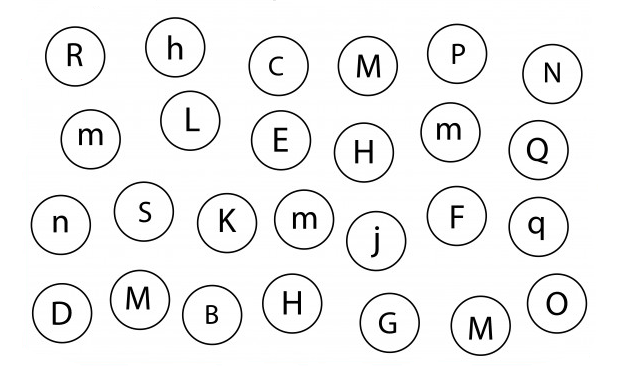 R h C M P N
m L E H m Q
n S K m j F q
D M B H G M O